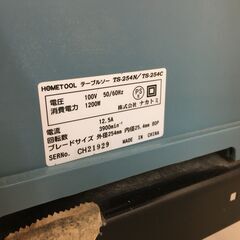 HOMETOOL テーブルソー TS-254N/TS-254C
電圧 100V 50/60Hz
消費電力 1200W
PS E
株式会社 ナカトミ
電流 12.5A
回転数 3900min⁻¹
ブレードサイズ 外径254mm 内径25.4mm 80P
SERNo. CH21929
MADE IN CHINA